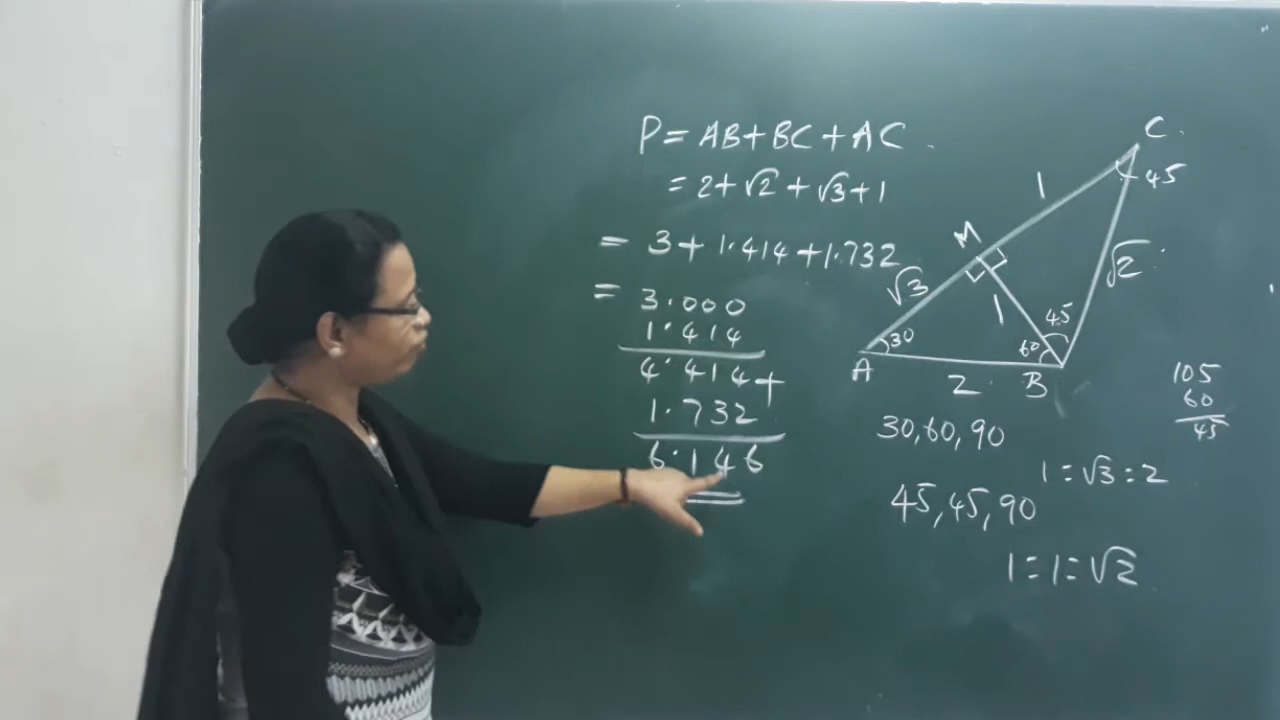 P = AB + BC + AC .
= 2 + √2 + √3 + 1
= 3 + 1.414 + 1.732
= 3.000
1.414
4.414 +
1.732
6.146
C
45
1
M
√3
√2
1
45
30
60
A
2
B
105
60
45
30, 60, 90
1 : √3 : 2
45, 45, 90
1 : 1 : √2